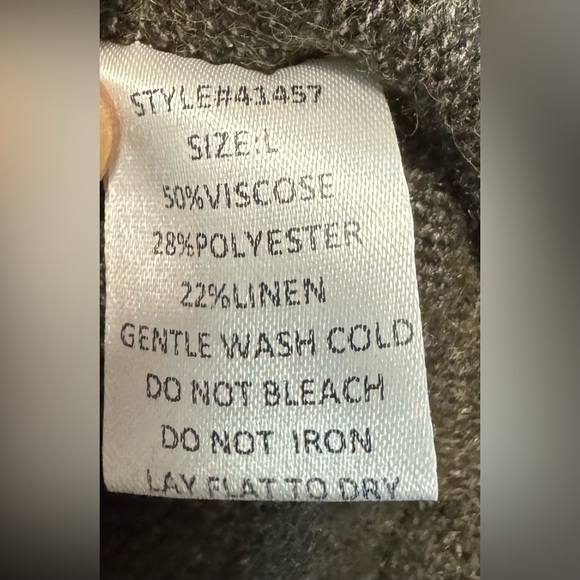 STYLE#41457
SIZE:L
50%VISCOSE
28%POLYESTER
22%LINEN
GENTLE WASH COLD
DO NOT BLEACH
DO NOT IRON
LAY FLAT TO DRY